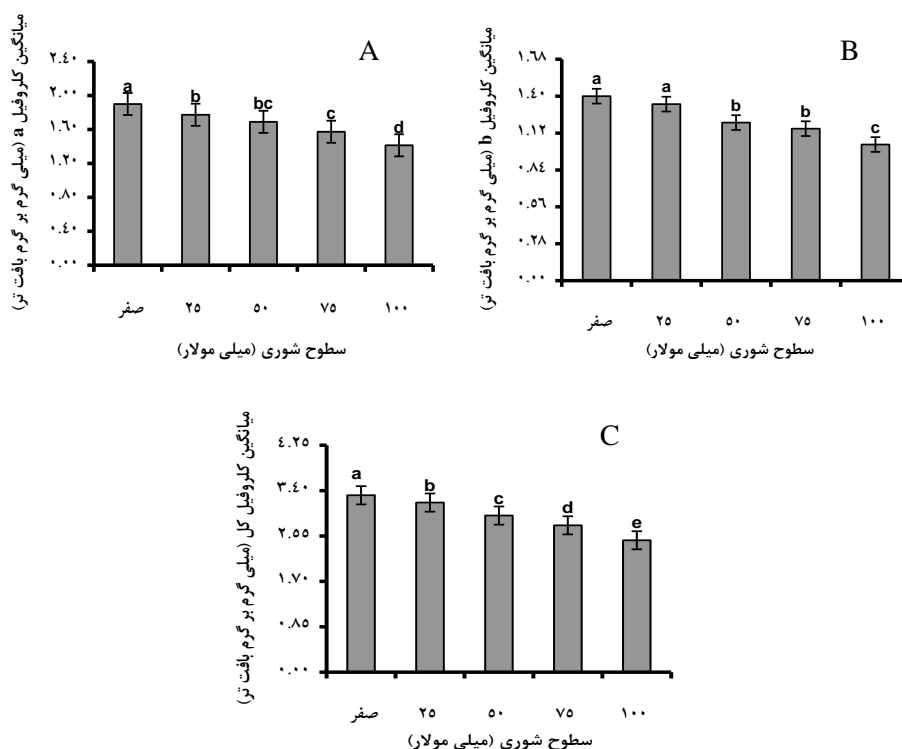 A
میانگین کلروفیل a (میلی گرم بر گرم بافت تر)
۲.۴۰
۲.۰۰
۱.۶۰
۱.۲۰
۰.۸۰
۰.۴۰
۰.۰۰
a b bc c d
صفر ۲۵ ۵۰ ۷۵ ۱۰۰
سطوح شوری (میلی مولار)
B
میانگین کلروفیل b (میلی گرم بر گرم بافت تر)
۱.۶۸
۱.۴۰
۱.۱۲
۰.۸۴
۰.۵۶
۰.۲۸
۰.۰۰
a a b b c
صفر ۲۵ ۵۰ ۷۵ ۱۰۰
سطوح شوری (میلی مولار)
C
میانگین کلروفیل کل (میلی گرم بر گرم بافت تر)
۴.۲۵
۳.۴۰
۲.۵۵
۱.۷۰
۰.۸۵
۰.۰۰
a b c d e
صفر ۲۵ ۵۰ ۷۵ ۱۰۰
سطوح شوری (میلی مولار)